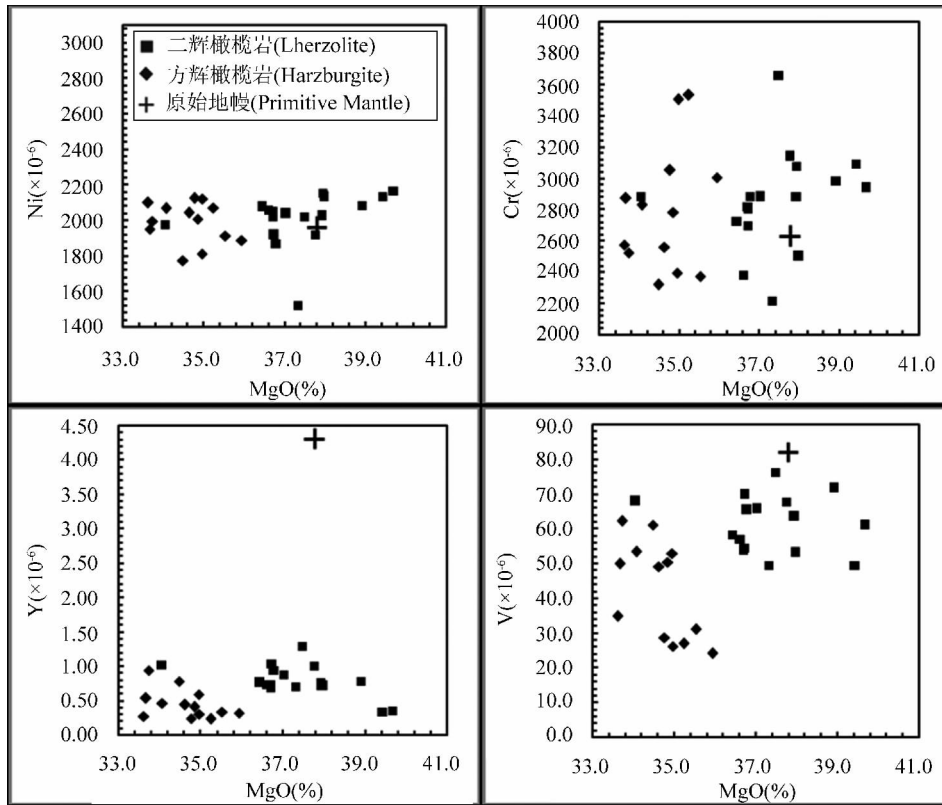 3000
2800
2600
2400
2200
2000
1800
1600
1400
Ni(×10⁻⁶)
二辉橄榄岩(Lherzolite)
方辉橄榄岩(Harzburgite)
原始地幔(Primitive Mantle)
33.0 35.0 37.0 39.0 41.0
MgO(%)
4000
3800
3600
3400
3200
3000
2800
2600
2400
2200
2000
Cr(×10⁻⁶)
33.0 35.0 37.0 39.0 41.0
MgO(%)
4.50
4.00
3.50
3.00
2.50
2.00
1.50
1.00
0.50
0.00
Y(×10⁻⁶)
33.0 35.0 37.0 39.0 41.0
MgO(%)
90.0
80.0
70.0
60.0
50.0
40.0
30.0
20.0
10.0
0.0
V(×10⁻⁶)
33.0 35.0 37.0 39.0 41.0
MgO(%)